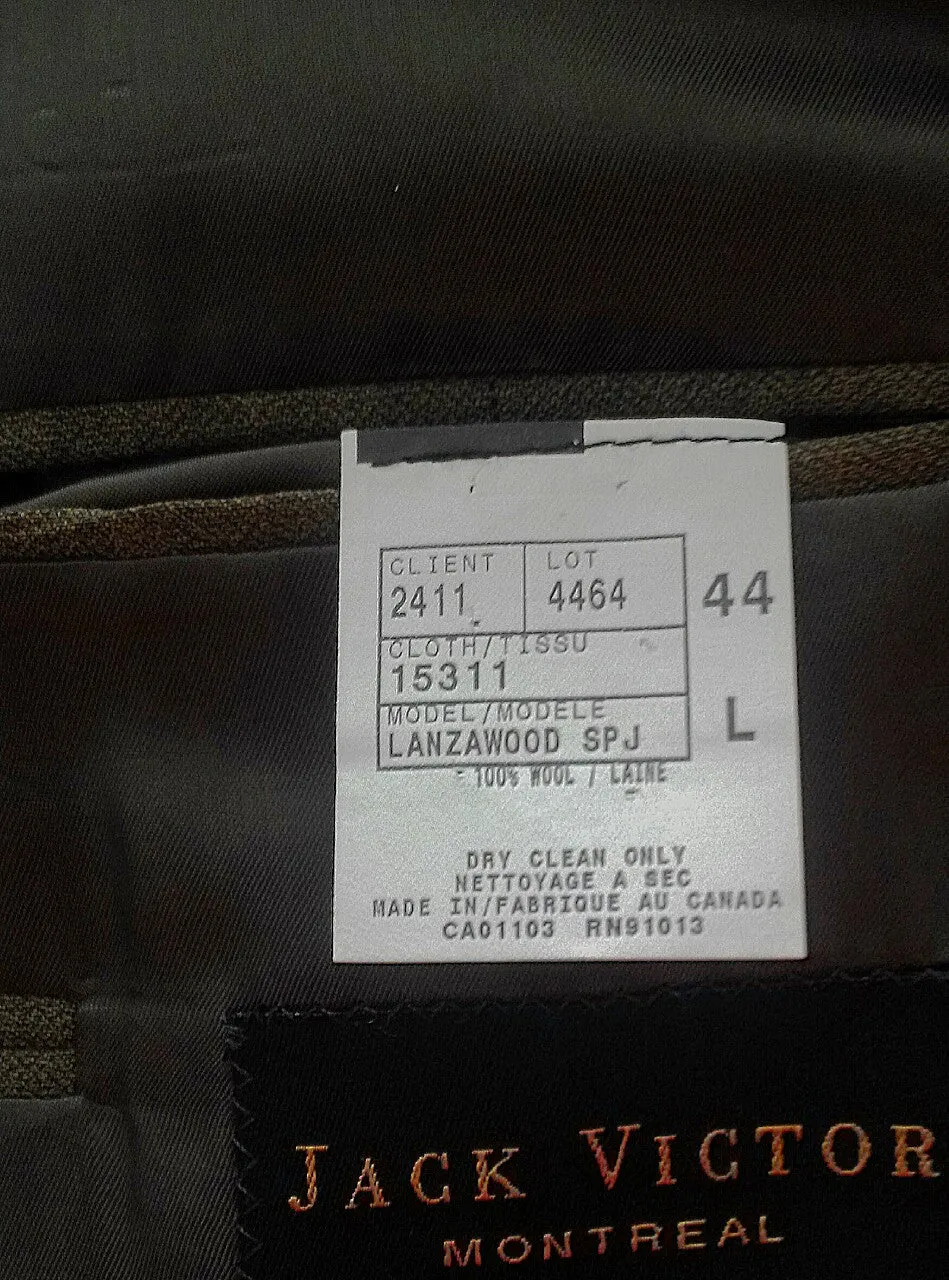 CLIENT LOT
2411 4464 44
CLOTH/TISSU
15311
MODEL/MODELE L
LANZAWOOD SPJ
100% WOOL / LAINE
DRY CLEAN ONLY
NETTOYAGE A SEC
MADE IN/FABRIQUE AU CANADA
CA01103 RN91013
JACK VICTOR
MONTREAL